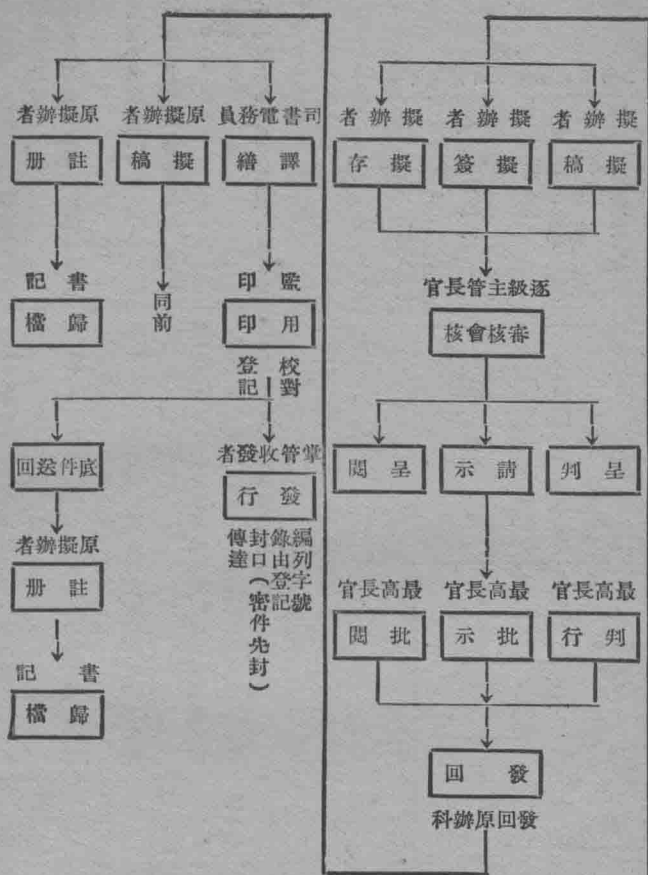 擬辦者
擬稿
擬辦者
擬簽
擬辦者
擬存
逐級主管長官
審核會核
呈判
請示
呈閱
最高長官
判行
最高長官
批示
最高長官
批閱
發回
發回原辦科
司書電務員
譯繕
監印
用印
校對
登記
掌管收發者
發行
編列字號
錄由登記
封口(密件先封)
傳達
底件送回
原擬辦者
註册
書記
歸檔
原擬辦者
擬稿
同前
原擬辦者
註册
書記
歸檔